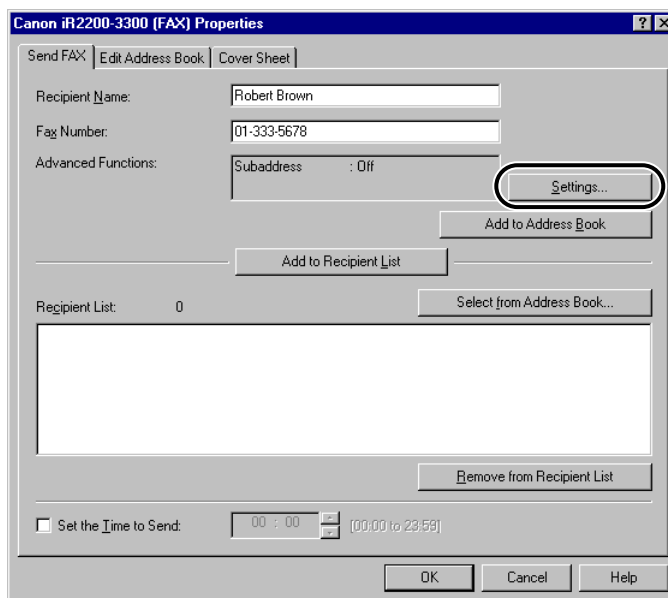 Canon iR2200-3300 (FAX) Properties
Send FAX Edit Address Book Cover Sheet
Recipient Name: Robert Brown
Fax Number: 01-333-5678
Advanced Functions: Subaddress : Off
Settings...
Add to Address Book
Add to Recipient List
Recipient List: 0 Select from Address Book...
Remove from Recipient List
Set the Time to Send: 00 : 00 [00:00 to 23:59]
OK Cancel Help